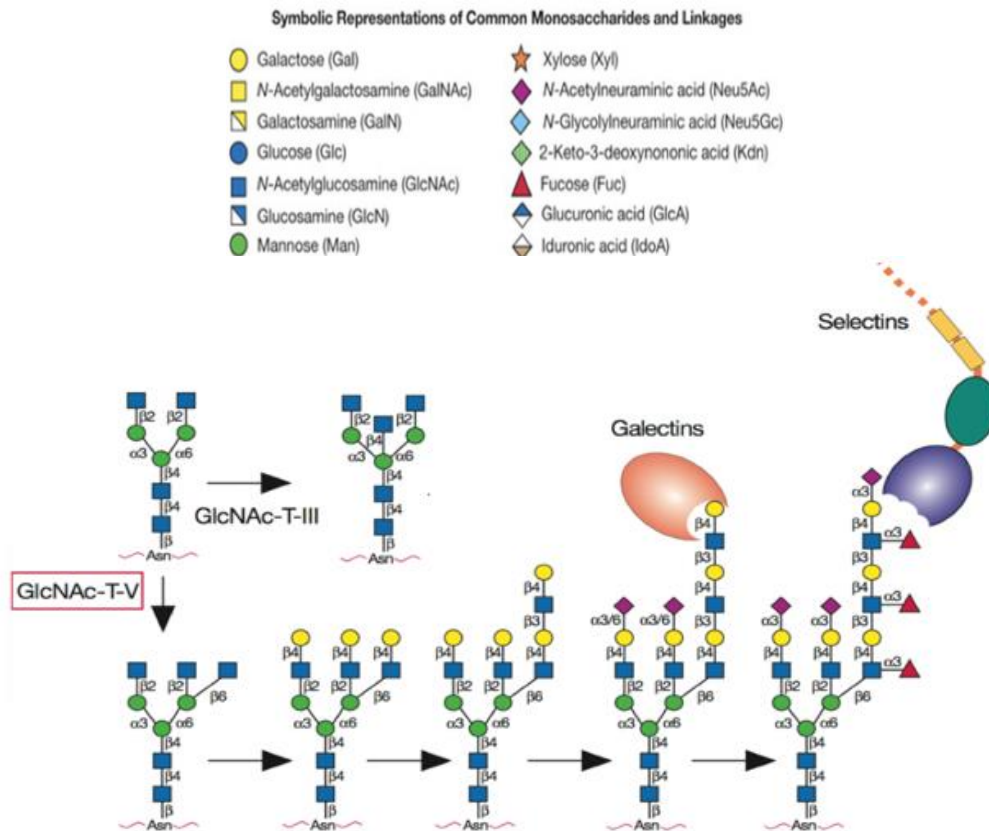 Symbolic Representations of Common Monosaccharides and Linkages
Galactose (Gal)
N-Acetylgalactosamine (GalNAc)
Galactosamine (GalN)
Glucose (Glc)
N-Acetylglucosamine (GlcNAc)
Glucosamine (GlcN)
Mannose (Man)
Xylose (Xyl)
N-Acetylneuraminic acid (Neu5Ac)
N-Glycolylneuraminic acid (Neu5Gc)
2-Keto-3-deoxynononic acid (Kdn)
Fucose (Fuc)
Glucuronic acid (GlcA)
Iduronic acid (IdoA)
β2 β2
α3 α6
β4
β4
β
Asn
GlcNAc-T-III
β2 β2
β4
α3 α6
β4
β4
β
Asn
Galectins
Selectins
GlcNAc-T-V
β2 β2
β6
α3 α6
β4
β4
β
Asn
β4 β4 β4
β2 β2 β6
α3 α6
β4
β4
β
Asn
β4
β3
β4 β4 β4
β2 β2 β6
α3 α6
β4
β4
β
Asn
β4
β3
β4
α3/6 α3/6 β3
β4 β4 β4
β2 β2 β6
α3 α6
β4
β4
β
Asn
α3
β4
α3
β3
β4 α3
α3 α3 β3
β4 β4 β4 α3
β2 β2 β6
α3 α6
β4
β4
β
Asn